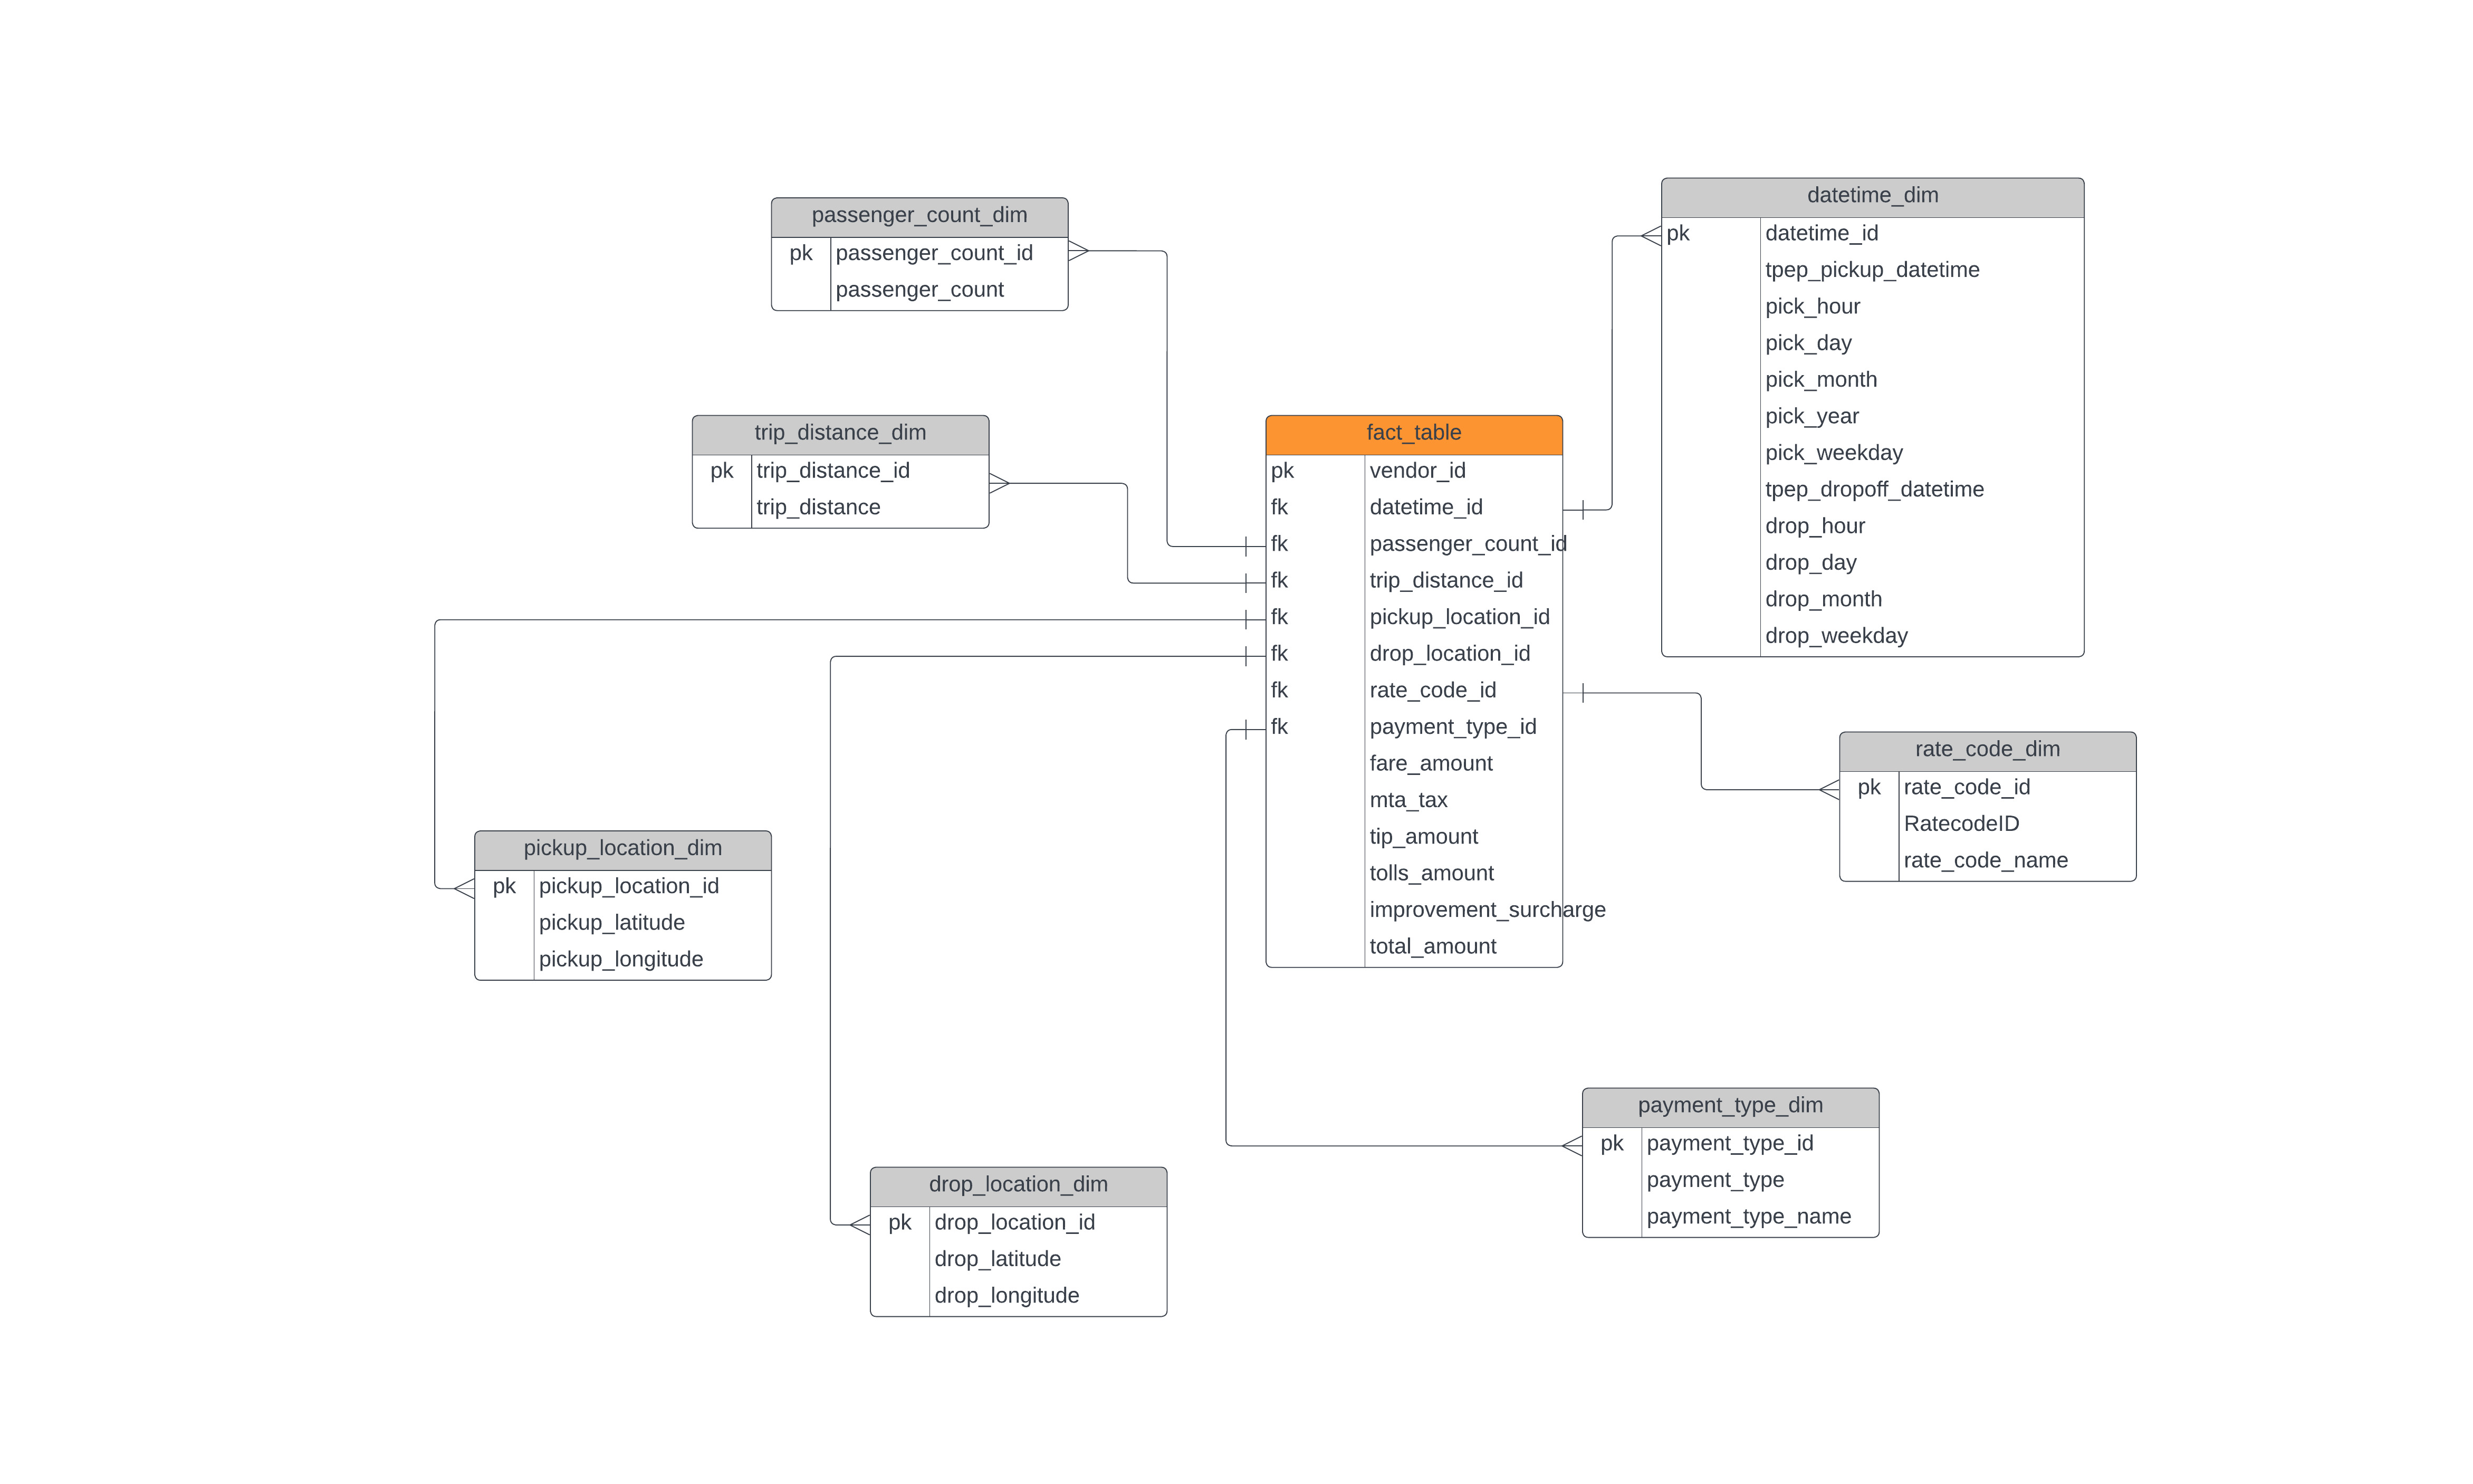 passenger_count_dim
pk passenger_count_id
passenger_count
datetime_dim
pk datetime_id
tpep_pickup_datetime
pick_hour
pick_day
pick_month
pick_year
pick_weekday
tpep_dropoff_datetime
drop_hour
drop_day
drop_month
drop_weekday
trip_distance_dim
pk trip_distance_id
trip_distance
fact_table
pk vendor_id
fk datetime_id
fk passenger_count_id
fk trip_distance_id
fk pickup_location_id
fk drop_location_id
fk rate_code_id
fk payment_type_id
fare_amount
mta_tax
tip_amount
tolls_amount
improvement_surcharge
total_amount
rate_code_dim
pk rate_code_id
RatecodeID
rate_code_name
pickup_location_dim
pk pickup_location_id
pickup_latitude
pickup_longitude
payment_type_dim
pk payment_type_id
payment_type
payment_type_name
drop_location_dim
pk drop_location_id
drop_latitude
drop_longitude